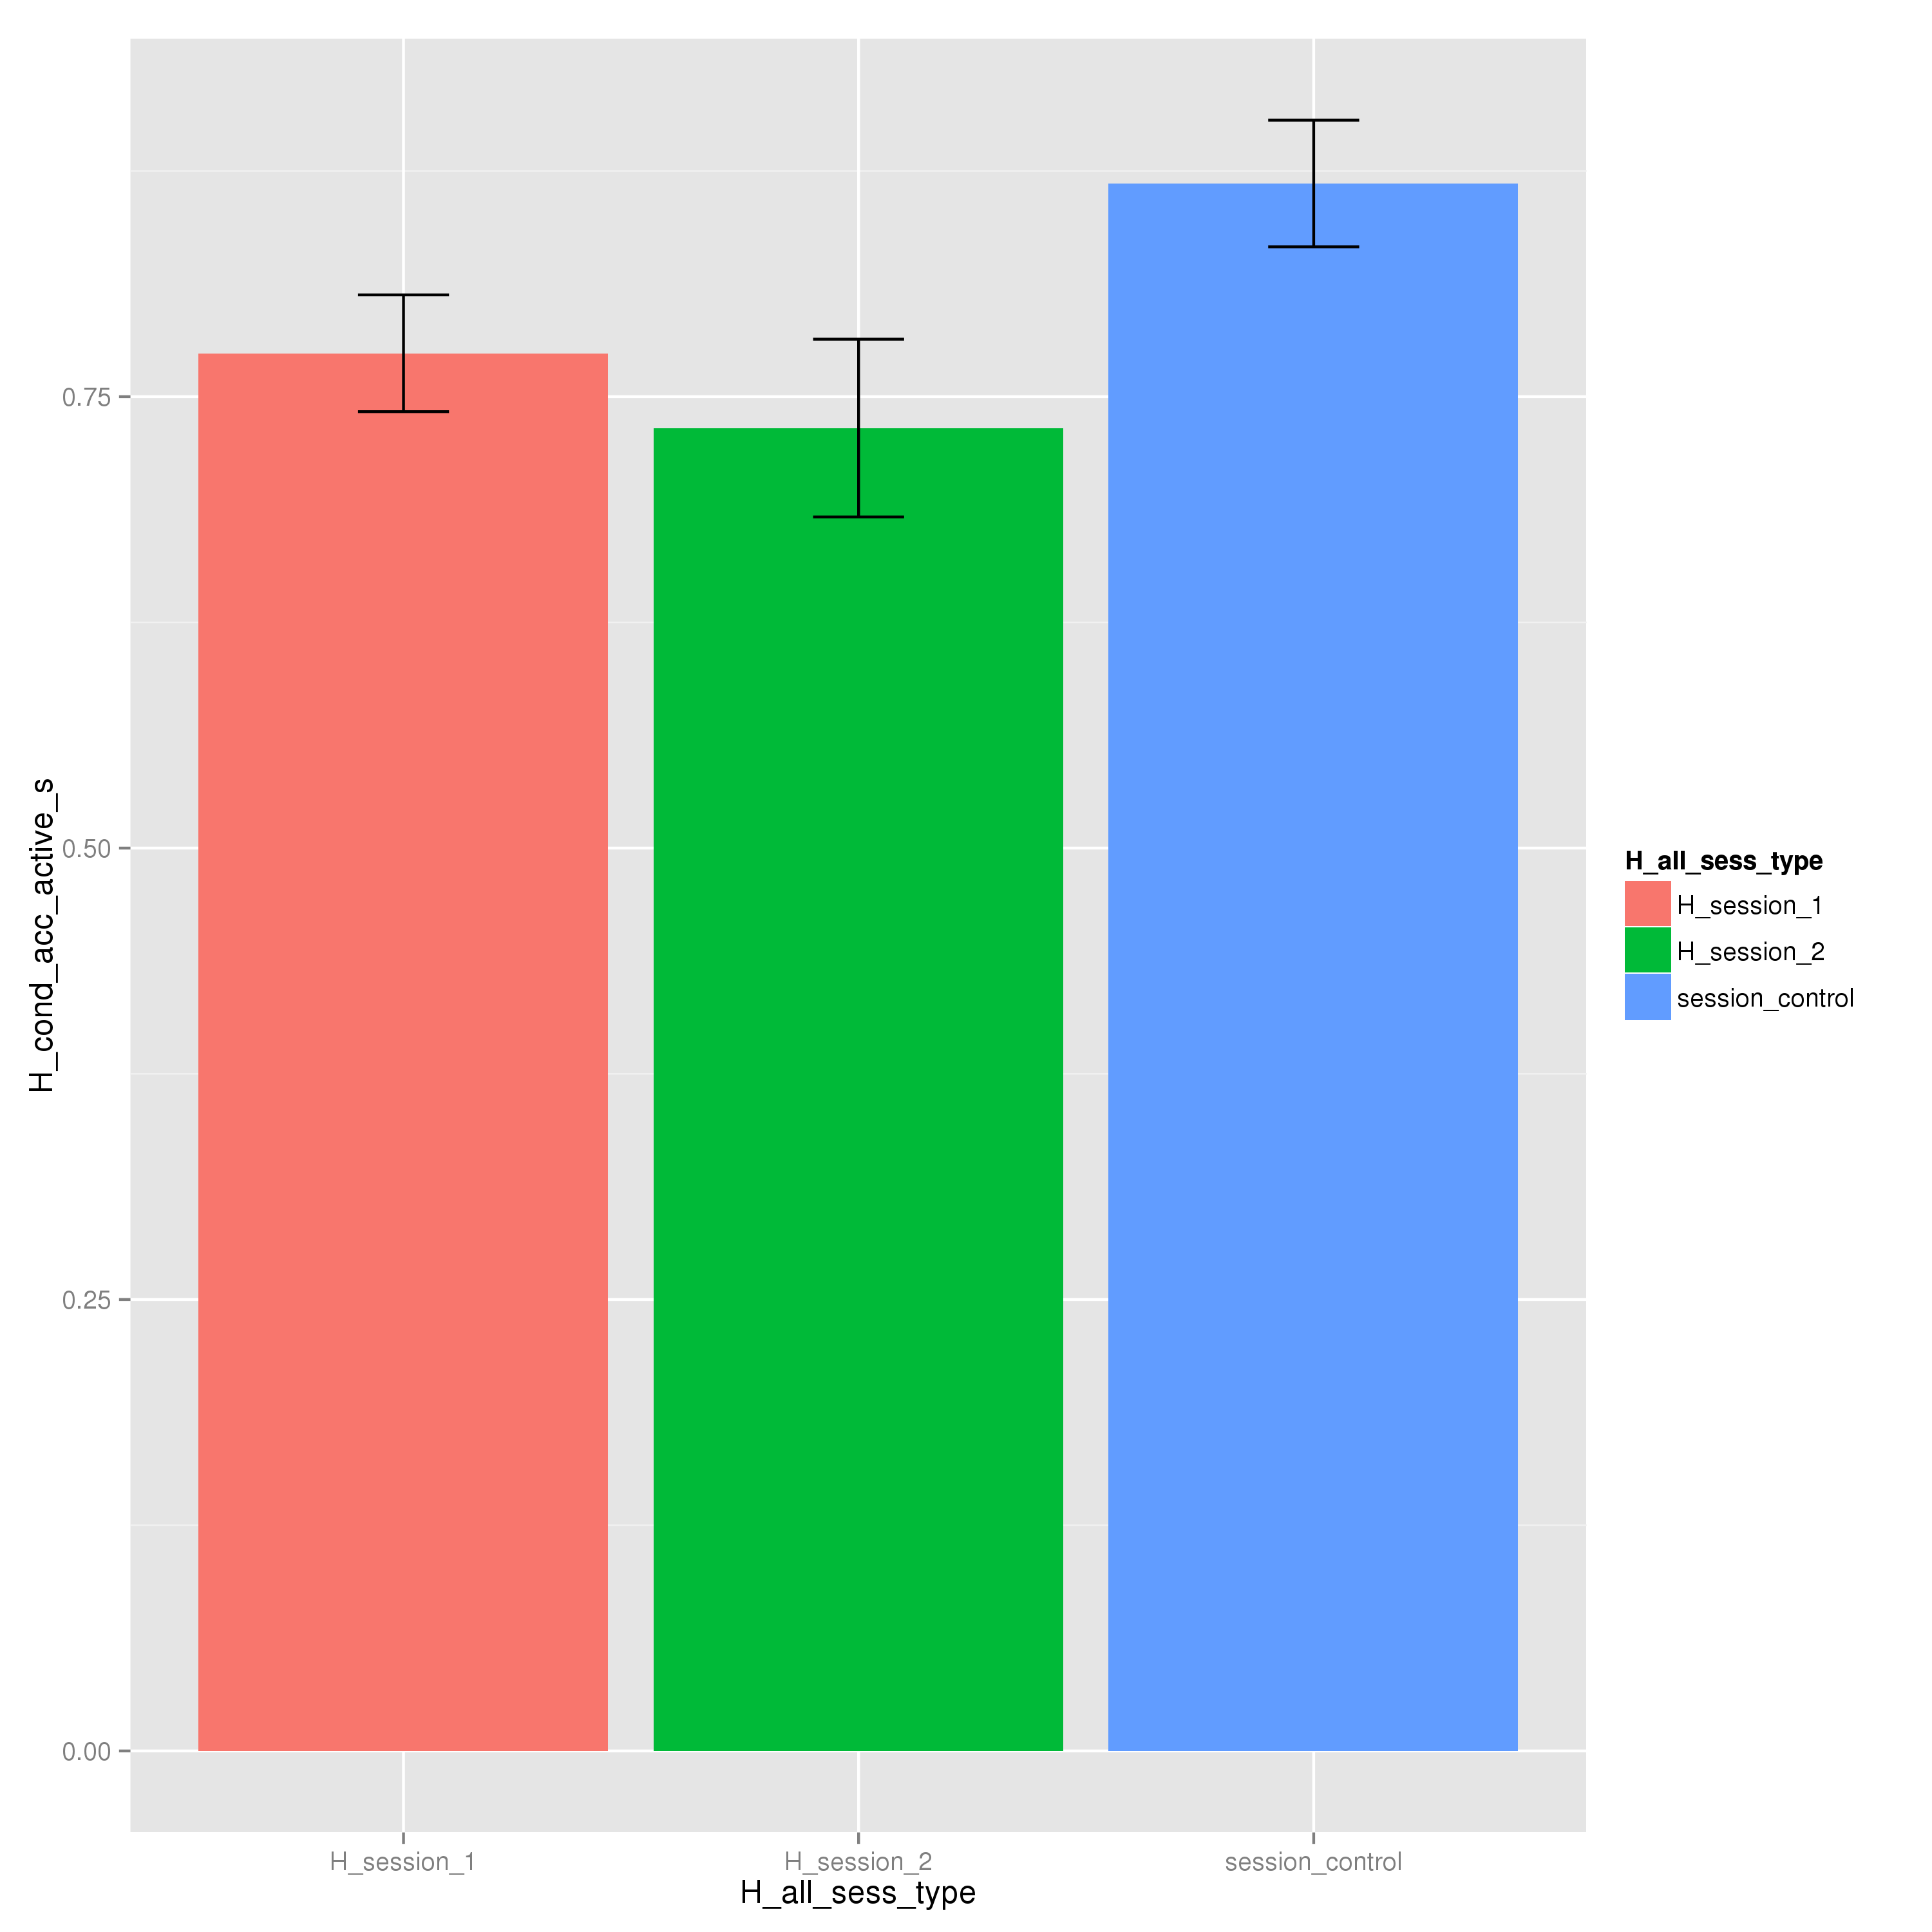 H_cond_acc_active_s
0.75
0.50
0.25
0.00
H_session_1
H_session_2
session_control
H_all_sess_type
H_all_sess_type
H_session_1
H_session_2
session_control